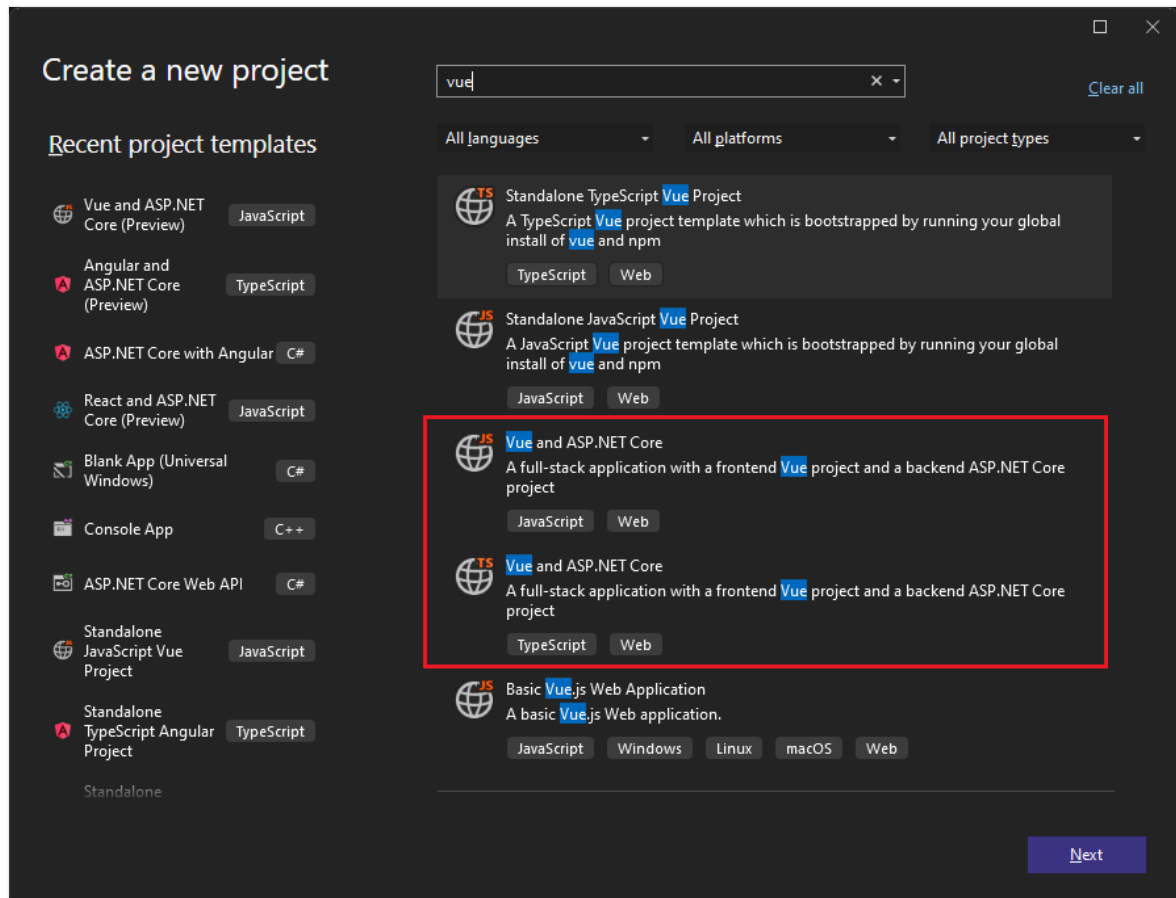 Create a new project
vue
Clear all
Recent project templates
All languages
All platforms
All project types
Vue and ASP.NET
Core (Preview)
JavaScript
Angular and
ASP.NET Core
(Preview)
TypeScript
ASP.NET Core with Angular
C#
React and ASP.NET
Core (Preview)
JavaScript
Blank App (Universal
Windows)
C#
Console App
C++
ASP.NET Core Web API
C#
Standalone
JavaScript Vue
Project
JavaScript
Standalone
TypeScript Angular
Project
TypeScript
Standalone
TS
Standalone TypeScript Vue Project
A TypeScript Vue project template which is bootstrapped by running your global
install of vue and npm
TypeScript
Web
JS
Standalone JavaScript Vue Project
A JavaScript Vue project template which is bootstrapped by running your global
install of vue and npm
JavaScript
Web
JS
Vue and ASP.NET Core
A full-stack application with a frontend Vue project and a backend ASP.NET Core
project
JavaScript
Web
TS
Vue and ASP.NET Core
A full-stack application with a frontend Vue project and a backend ASP.NET Core
project
TypeScript
Web
JS
Basic Vue.js Web Application
A basic Vue.js Web application.
JavaScript
Windows
Linux
macOS
Web
Next